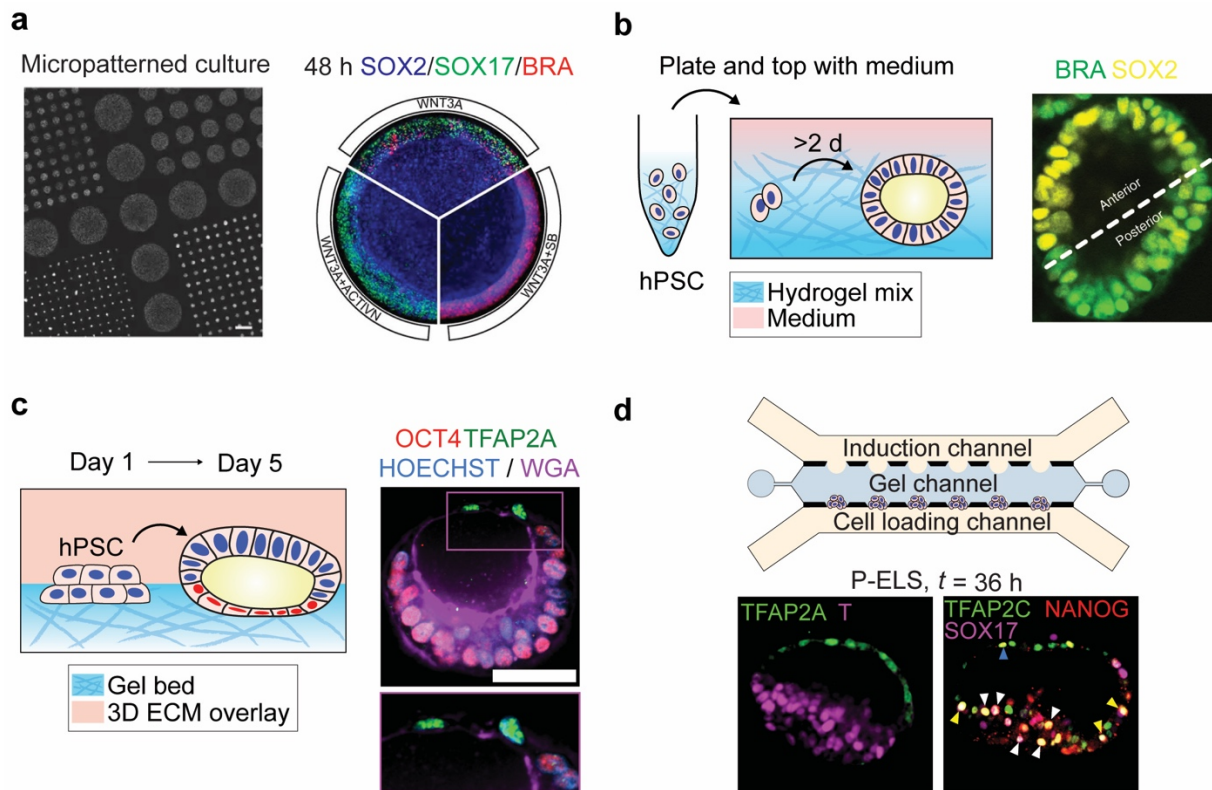 a
Micropatterned culture
48 h SOX2/SOX17/BRA
WNT3A
WNT3A+ACTIVN
WNT3A+SB
b
Plate and top with medium
>2 d
hPSC
Hydrogel mix
Medium
BRA SOX2
Anterior
Posterior
c
Day 1 Day 5
hPSC
Gel bed
3D ECM overlay
OCT4 TFAP2A
HOECHST / WGA
d
Induction channel
Gel channel
Cell loading channel
P-ELS, t = 36 h
TFAP2A T
TFAP2C NANOG
SOX17